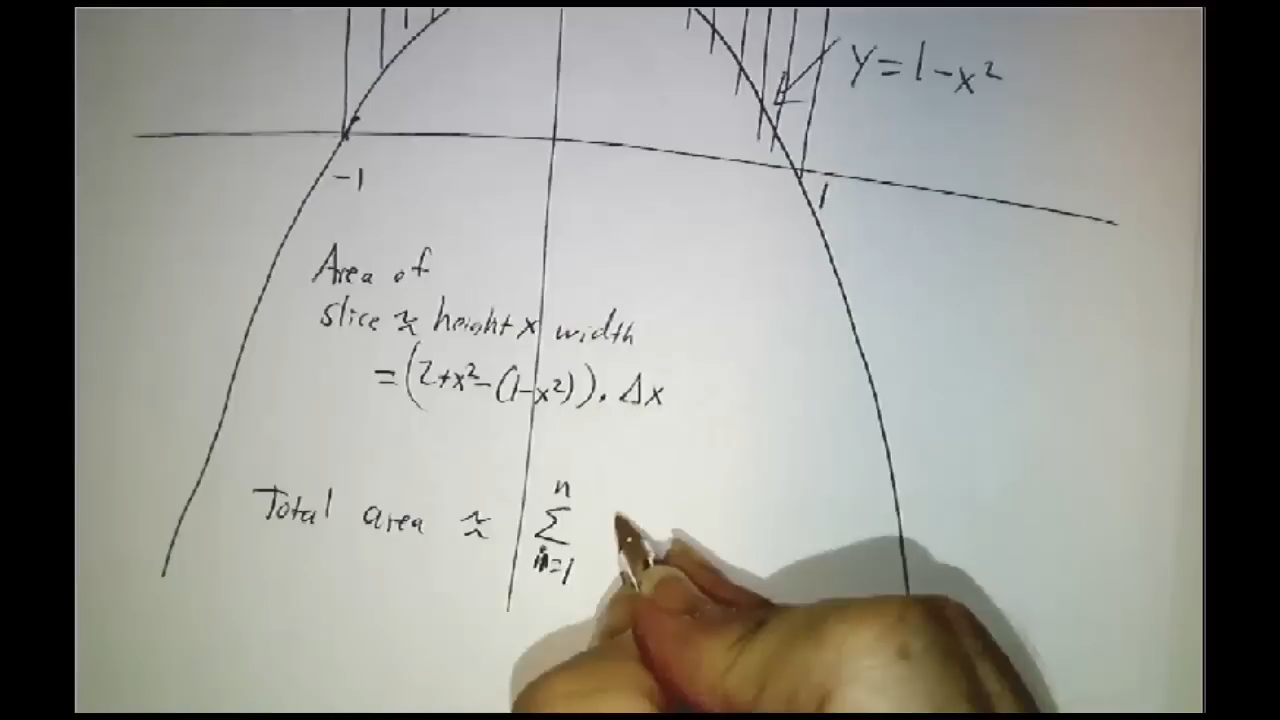 y=1-x²
-1
1
Area of
slice ≈ height x width
=(2+x²-(1-x²)). Δx
n
Total area ≈ Σ
i=1